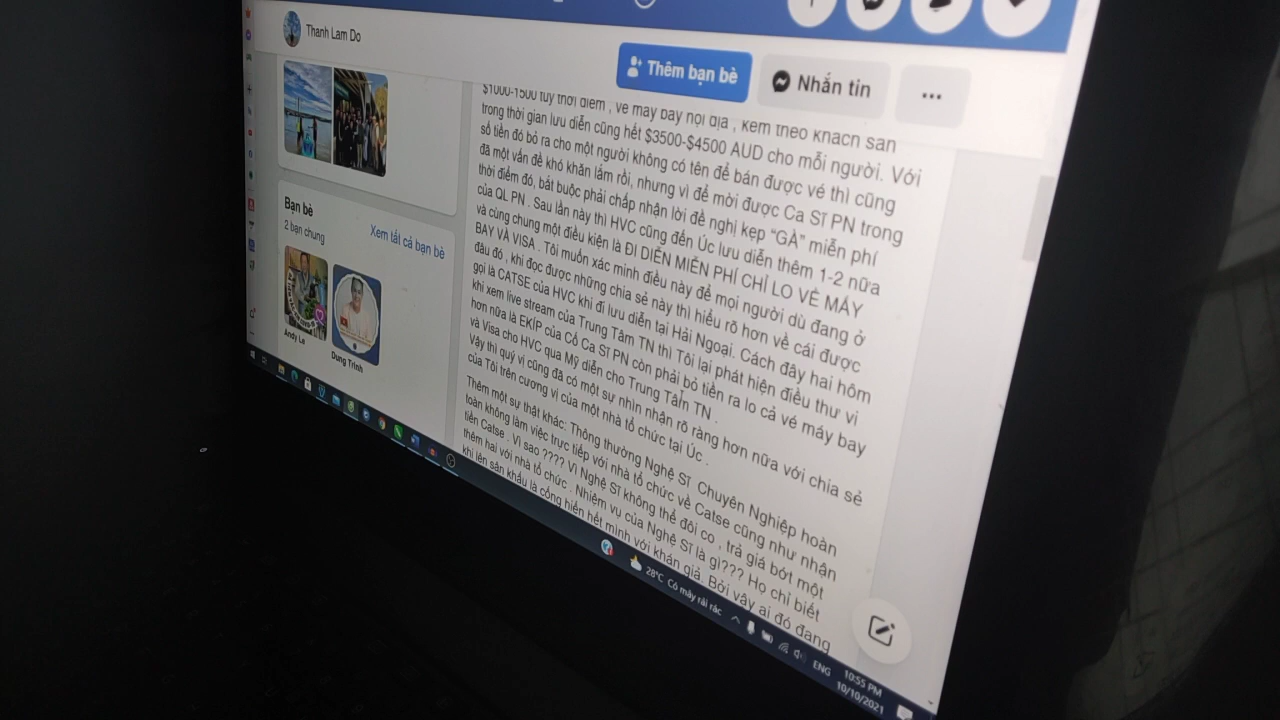 Thanh Lam Do
Thêm bạn bè
Nhắn tin
Bạn bè
2 bạn chung
Xem tất cả bạn bè
Andy Le
Dung Trinh
$1000-1500 tùy thời điểm , vé máy bay nội địa , kèm theo khách sạn
trong thời gian lưu diễn cũng hết $3500-$4500 AUD cho mỗi người. Với
số tiền đó bỏ ra cho một người không có tên để bán được vé thì cũng
đã một vấn đề khó khăn lắm rồi, nhưng vì để mời được Ca Sĩ PN trong
thời điểm đó, bắt buộc phải chấp nhận lời đề nghị kẹp “GÀ” miễn phí
của QL PN . Sau lần này thì HVC cũng đến Úc lưu diễn thêm 1-2 nữa
và cùng chung một điều kiện là ĐI DIỄN MIỄN PHÍ CHỈ LO VÉ MÁY
BAY VÀ VISA . Tôi muốn xác minh điều này để mọi người dù đang ở
đâu đó , khi đọc được những chia sẻ này thì hiểu rõ hơn về cái được
gọi là CATSE của HVC khi đi lưu diễn tại Hải Ngoại. Cách đây hai hôm
khi xem live stream của Trung Tâm TN thì Tôi lại phát hiện điều thư vị
hơn nữa là EKÍP của Cố Ca Sĩ PN còn phải bỏ tiền ra lo cả vé máy bay
và Visa cho HVC qua Mỹ diễn cho Trung Tâm TN .
Vậy thì quý vị cũng đã có một sự nhìn nhận rõ ràng hơn nữa với chia sẻ
của Tôi trên cương vị của một nhà tổ chức tại Úc .
Thêm một sự thật khác: Thông thường Nghệ Sĩ Chuyên Nghiệp hoàn
toàn không làm việc trực tiếp với nhà tổ chức về Catse cũng như nhận
tiền Catse . Vì sao ???? Vì Nghệ Sĩ không thể đôi co , trả giá bớt một
thêm hai với nhà tổ chức . Nhiệm vụ của Nghệ Sĩ là gì??? Họ chỉ biết
khi lên sân khấu là cống hiến hết mình với khán giả. Bởi vậy ai đó đang
28°C Có mây rải rác
ENG
10:55 PM
10/10/2021